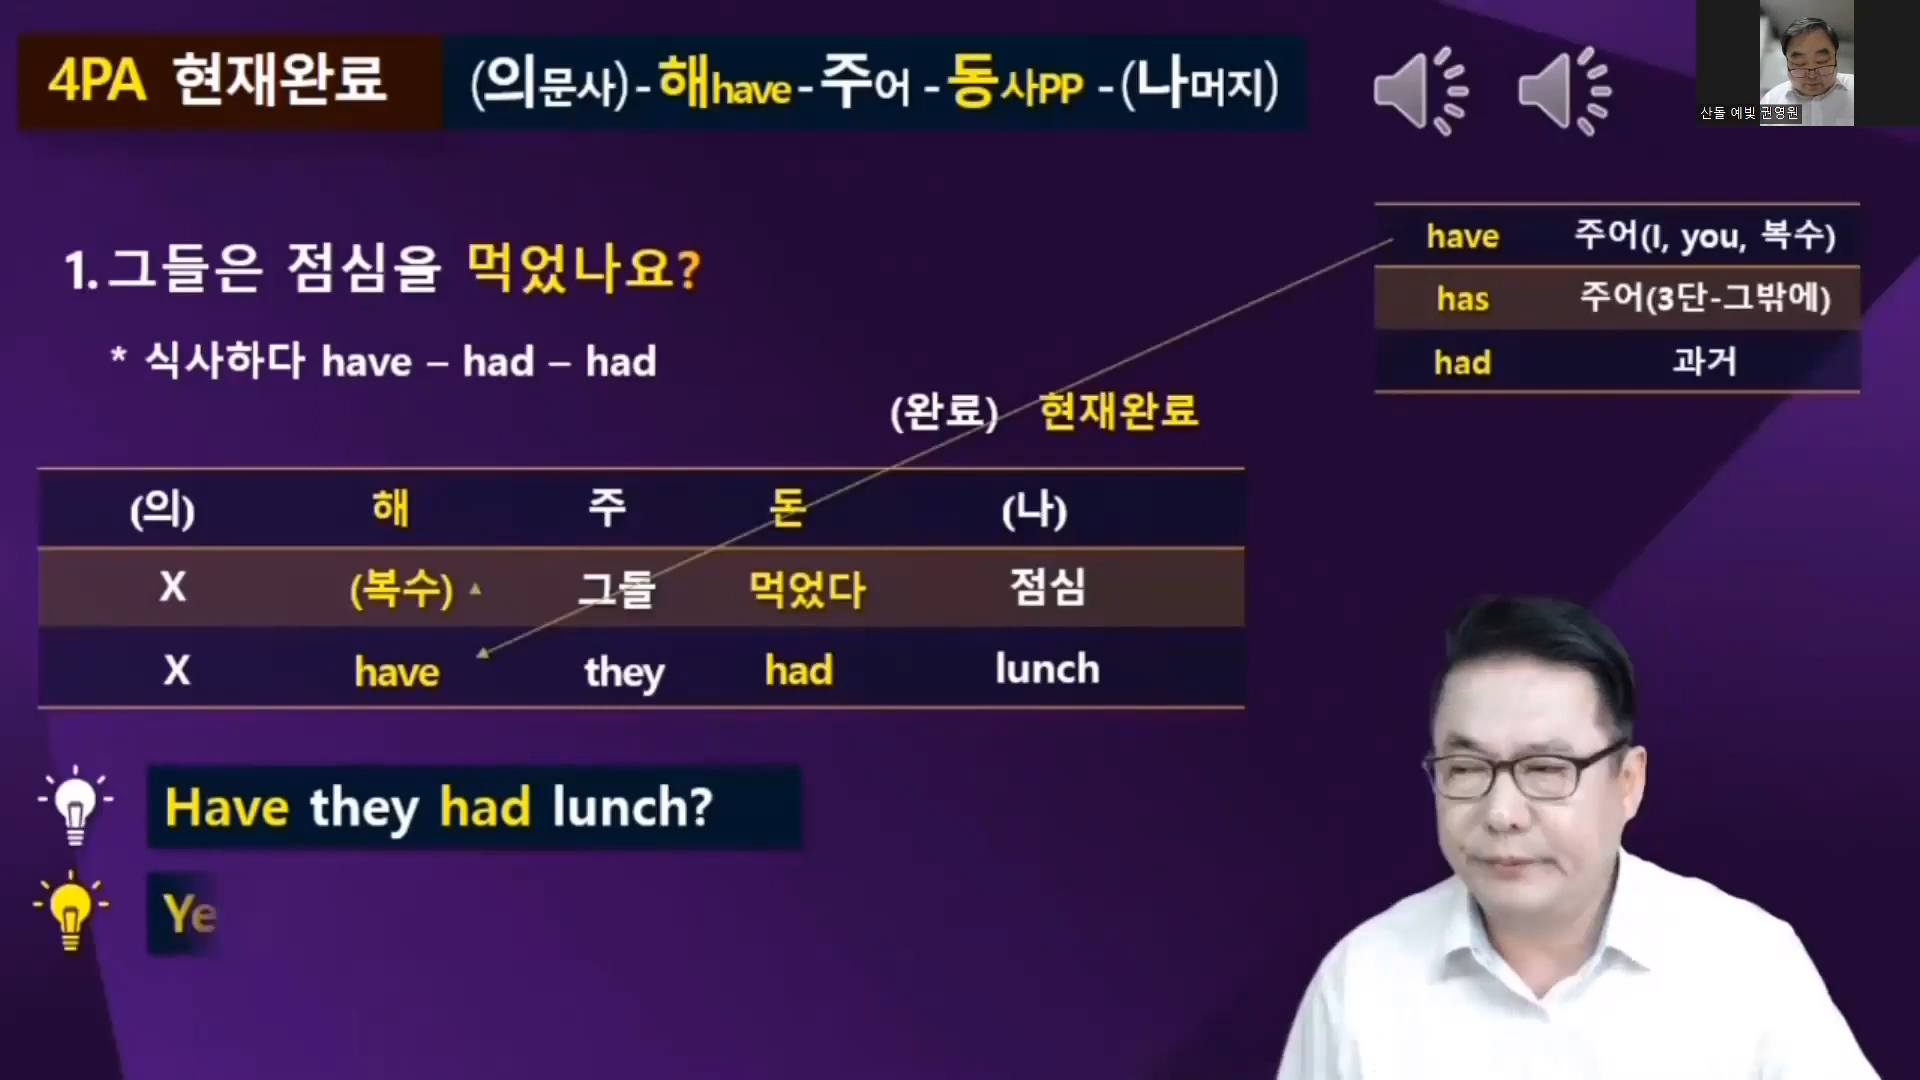 4PA 현재완료 (의문사) - 해have - 주어 - 동사PP - (나머지)
산돌 예빛 권영원
have 주어(I, you, 복수)
has 주어(3단-그밖에)
had 과거
1. 그들은 점심을 먹었나요?
* 식사하다 have – had – had
(완료) 현재완료
(의) 해 주 돈 (나)
X (복수) 그들 먹었다 점심
X have they had lunch
Have they had lunch?
Ye